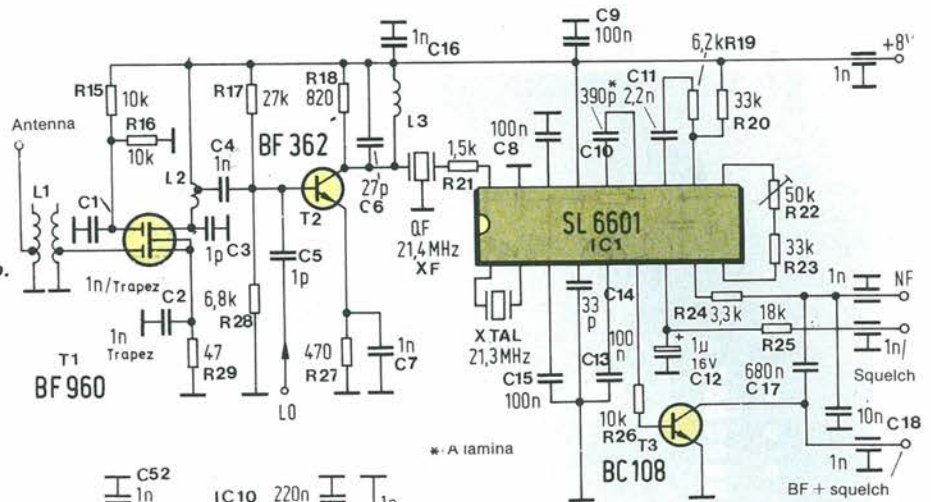 C9
100n
1n
C16
6,2k R19
+8V
1n
R15
10k
R16
10k
R17
27k
R18
820
L3
390p*
C11
2,2n
33k
R20
Antenna
C4
1n
BF 362
100n
C8
C10
L1
L2
27p
C6
1,5k
R21
C1
T2
QF
21,4 MHz
XF
SL 6601
IC1
50k
R22
C3
1p
C5
1p
33k
R23
1n/Trapez
C2
6,8k
R28
1n
Trapez
XTAL
21,3MHz
33
p
C14
R24
3,3k
18k
R25
1n
NF
T1
BF 960
47
R29
470
R27
1n
C7
C15
100n
C13
100
n
+
1µ
16V
C12
680n
C17
1n/
Squelch
LO
* A lamina
10k
R26
T3
BC108
10n
C18
1n
BF + squelch
C52
1n
IC10
220n
1n